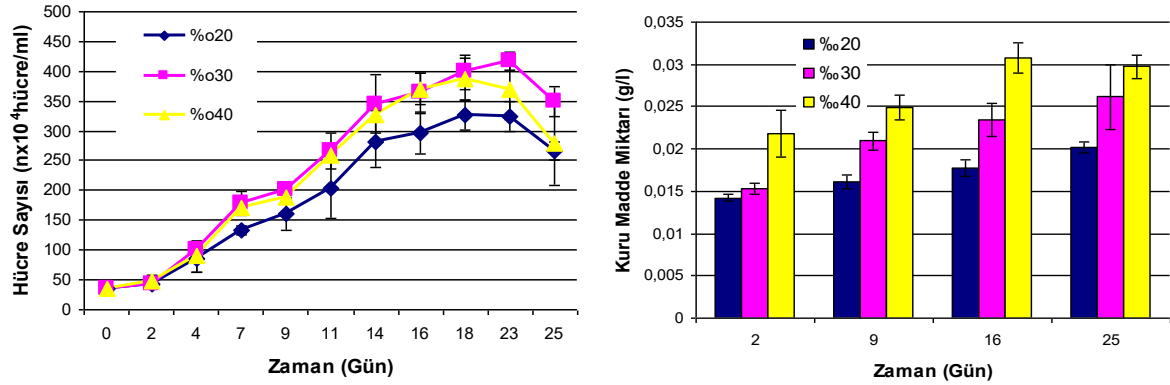 Hücre Sayısı (nx10⁴hücre/ml)
500
450
400
350
300
250
200
150
100
50
0
%o20
%o30
%o40
0 2 4 7 9 11 14 16 18 23 25
Zaman (Gün)
Kuru Madde Miktarı (g/l)
0,035
0,03
0,025
0,02
0,015
0,01
0,005
0
‰20
‰30
‰40
2 9 16 25
Zaman (Gün)